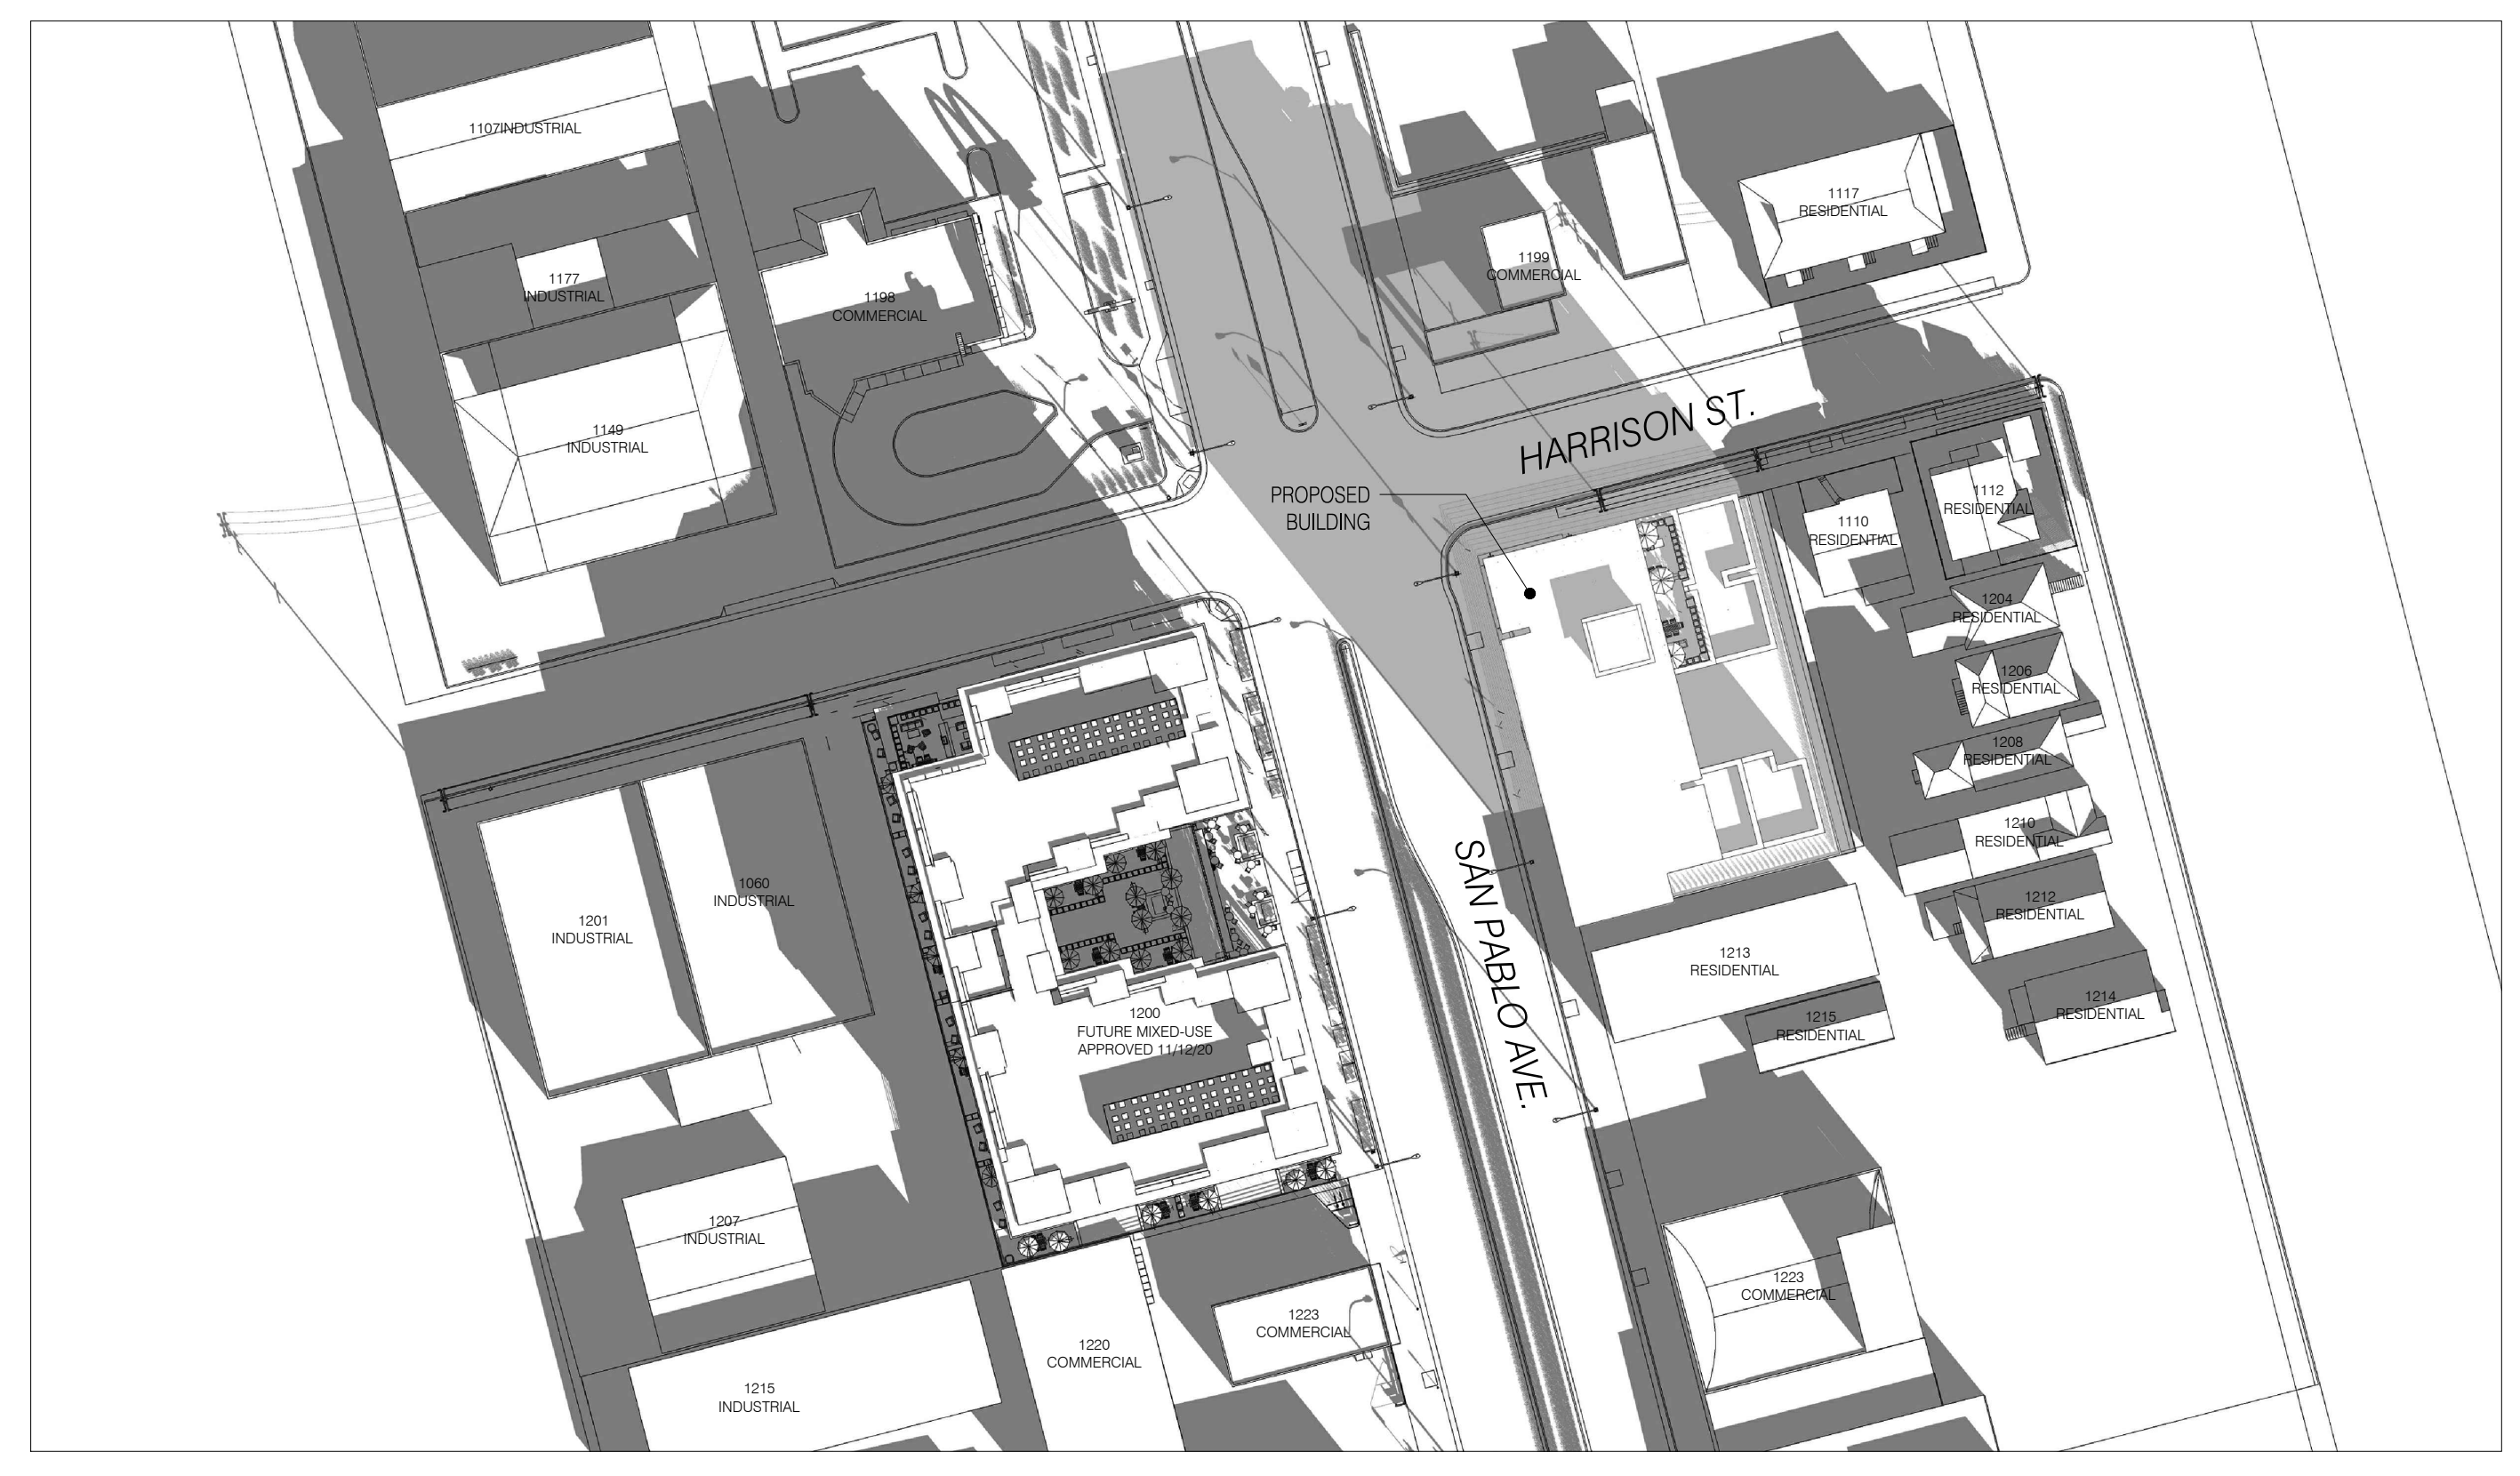 1107INDUSTRIAL
1117
RESIDENTIAL
1177
INDUSTRIAL
1198
COMMERCIAL
1199
COMMERCIAL
1149
INDUSTRIAL
HARRISON ST.
PROPOSED
BUILDING
1110
RESIDENTIAL
1112
RESIDENTIAL
1204
RESIDENTIAL
1206
RESIDENTIAL
1208
RESIDENTIAL
1210
RESIDENTIAL
1212
RESIDENTIAL
1214
RESIDENTIAL
1201
INDUSTRIAL
1060
INDUSTRIAL
SAN PABLO AVE.
1213
RESIDENTIAL
1215
RESIDENTIAL
1200
FUTURE MIXED-USE
APPROVED 11/12/20
1207
INDUSTRIAL
1223
COMMERCIAL
1223
COMMERCIAL
1220
COMMERCIAL
1215
INDUSTRIAL